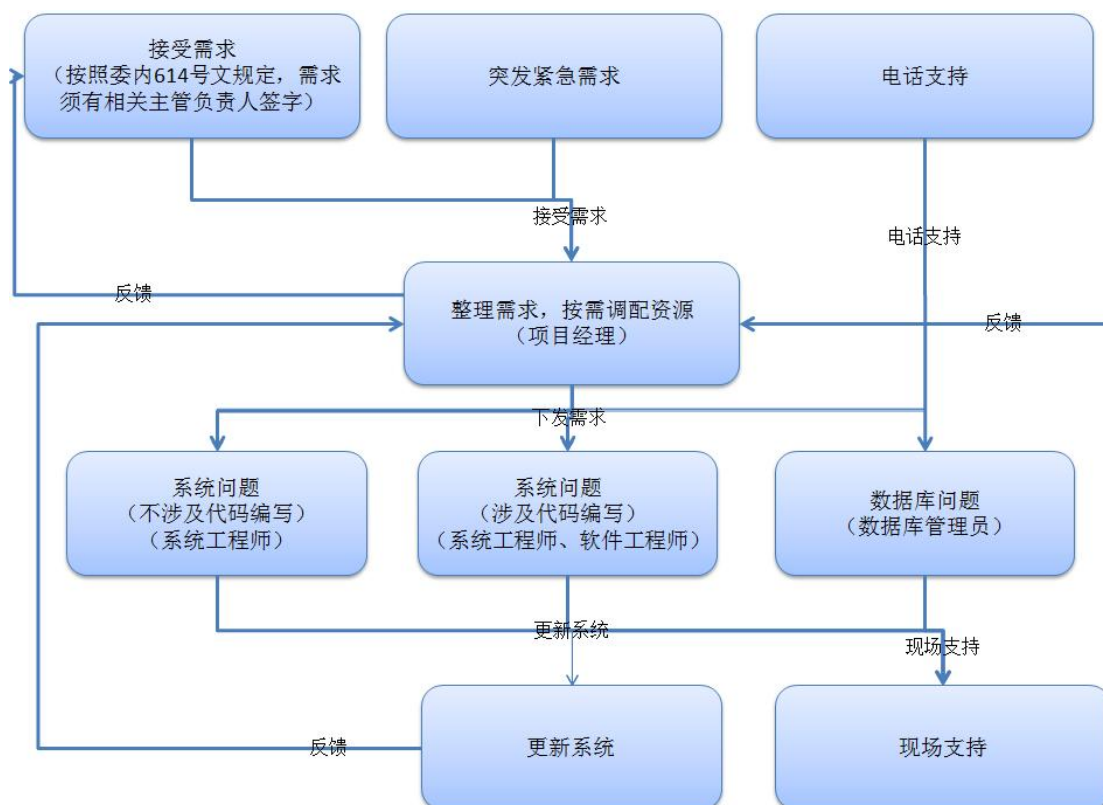 接受需求
（按照委内614号文规定，需求
须有相关主管负责人签字）
突发紧急需求
电话支持
接受需求
电话支持
反馈
整理需求，按需调配资源
（项目经理）
反馈
下发需求
系统问题
（不涉及代码编写）
（系统工程师）
系统问题
（涉及代码编写）
（系统工程师、软件工程师）
数据库问题
（数据库管理员）
更新系统
现场支持
反馈
更新系统
现场支持